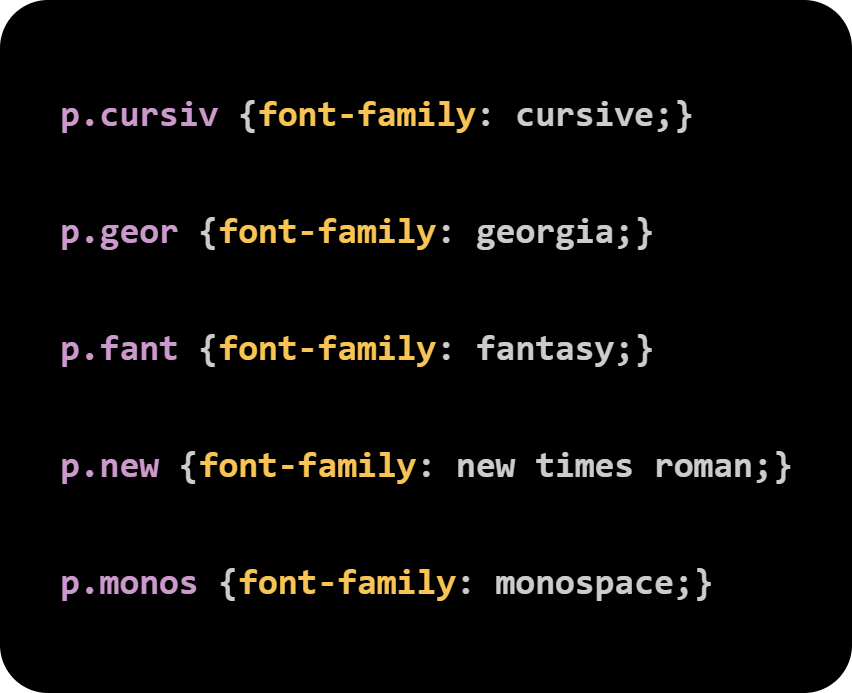 p.cursiv {font-family: cursive;}
p.geor {font-family: georgia;}
p.fant {font-family: fantasy;}
p.new {font-family: new times roman;}
p.monos {font-family: monospace;}